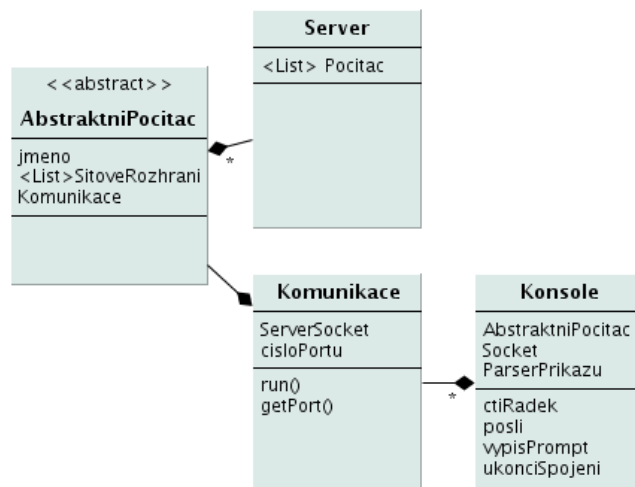 Server
<List> Pocitac
<<abstract>>
AbstraktniPocitac
jmeno
<List>SitoveRozhrani
Komunikace
*
Komunikace
ServerSocket
cisloPortu
run()
getPort()
*
Konsole
AbstraktniPocitac
Socket
ParserPrikazu
ctiRadek
posli
vypisPrompt
ukonciSpojeni